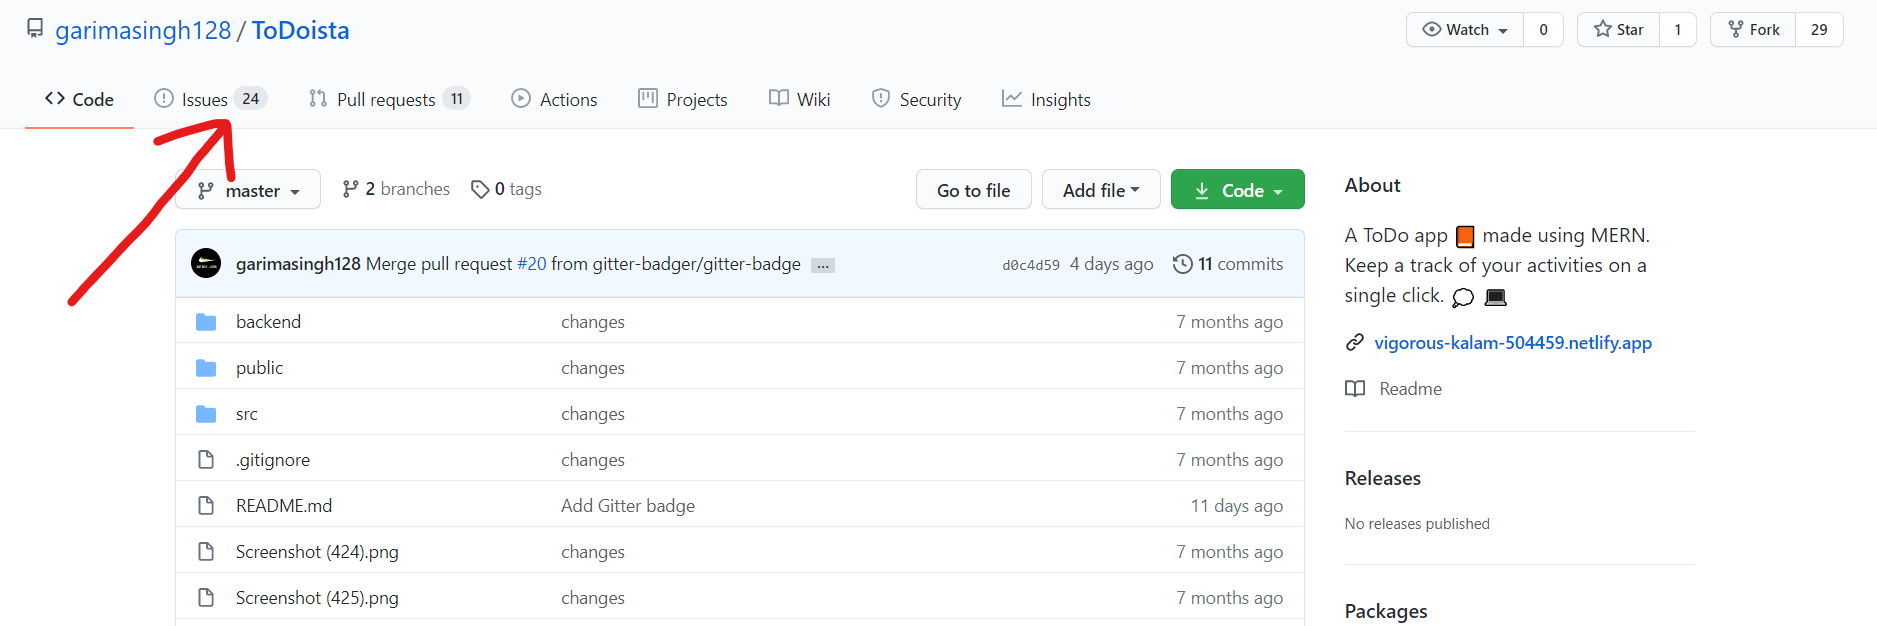 garimasingh128 / ToDoista
Watch 0 Star 1 Fork 29
Code Issues 24 Pull requests 11 Actions Projects Wiki Security Insights
master 2 branches 0 tags Go to file Add file Code
garimasingh128 Merge pull request #20 from gitter-badger/gitter-badge ... d0c4d59 4 days ago 11 commits
backend changes 7 months ago
public changes 7 months ago
src changes 7 months ago
.gitignore changes 7 months ago
README.md Add Gitter badge 11 days ago
Screenshot (424).png changes 7 months ago
Screenshot (425).png changes 7 months ago
About
A ToDo app 📙 made using MERN.
Keep a track of your activities on a
single click. 💭 💻
vigorous-kalam-504459.netlify.app
Readme
Releases
No releases published
Packages